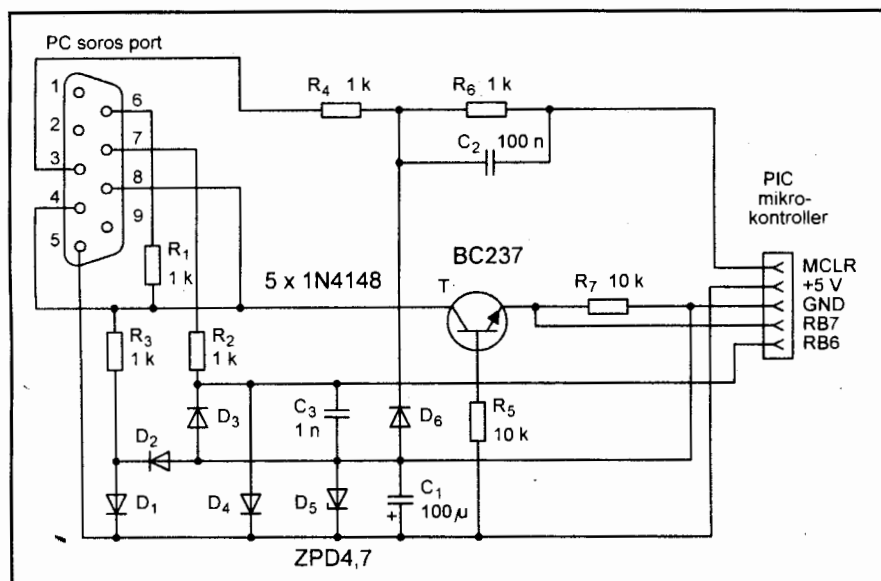 PC soros port
1
2
3
4
5
6
7
8
9
R1
1 k
R4 1 k
R6 1k
C2 100 n
PIC
mikro-
kontroller
MCLR
+5 V
GND
RB7
RB6
5 x 1N4148
BC237
T
R7 10 k
R3
1 k
R2
1 k
D3
C3
1 n
D6
R5
10 k
D2
D1
D4
D5
C1
100 µ
+
ZPD4,7